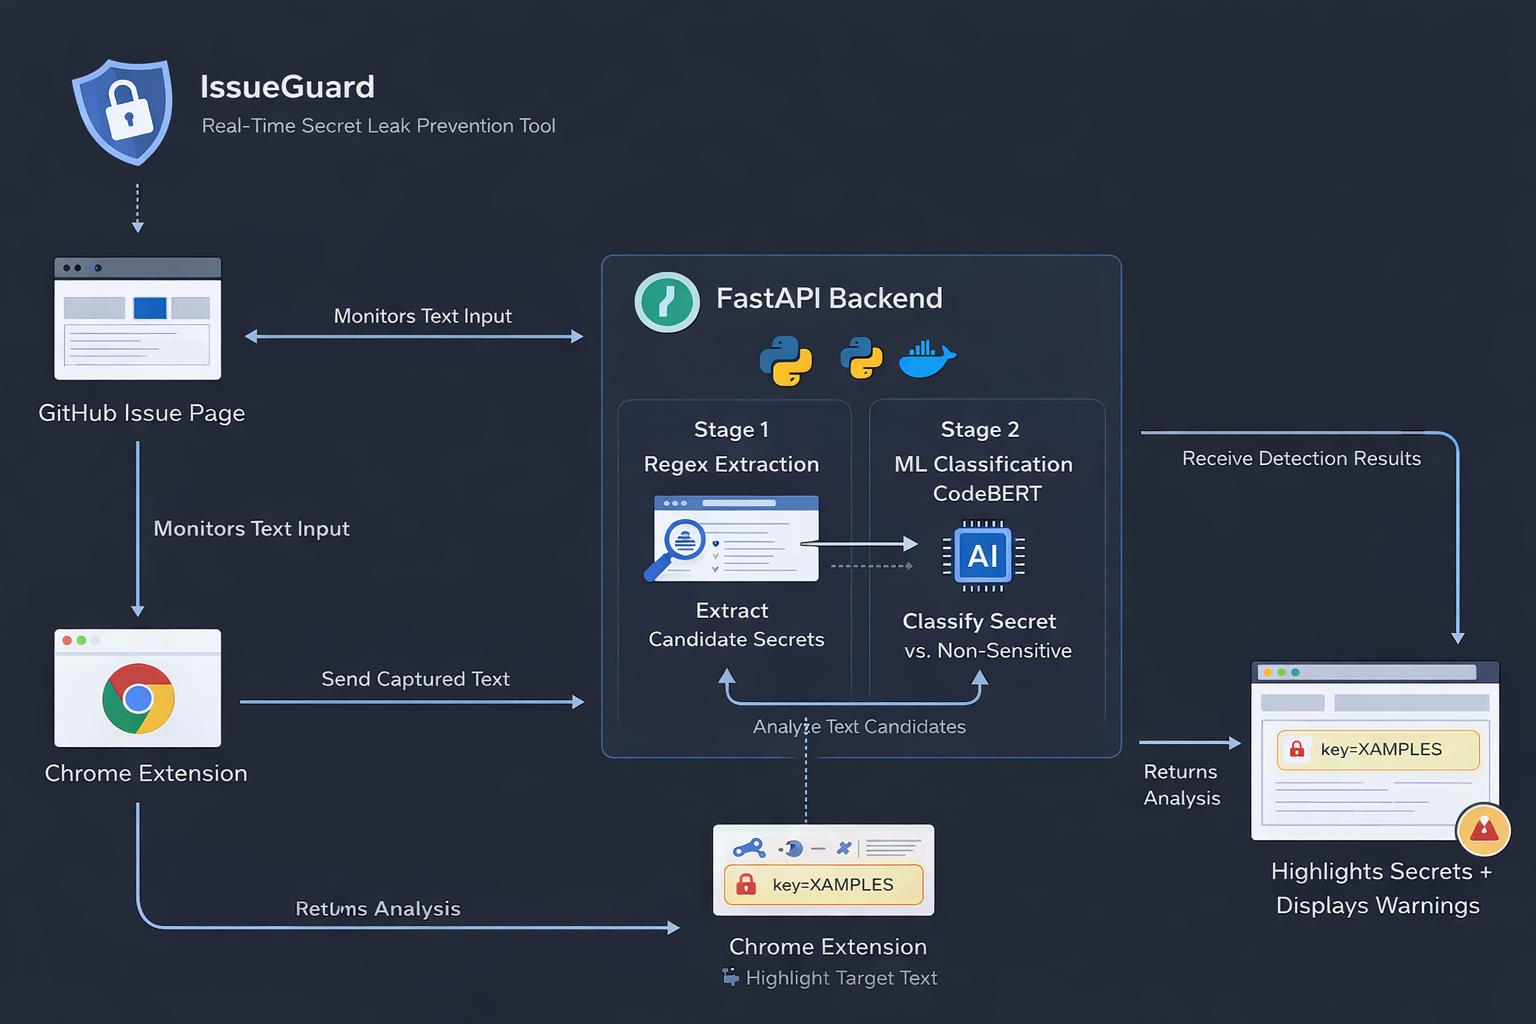 IssueGuard
Real-Time Secret Leak Prevention Tool
GitHub Issue Page
Monitors Text Input
Monitors Text Input
Chrome Extension
Send Captured Text
Returns Analysis
FastAPI Backend
Stage 1
Regex Extraction
Extract
Candidate Secrets
Stage 2
ML Classification
CodeBERT
AI
Classify Secret
vs. Non-Sensitive
Analyze Text Candidates
key=XAMPLES
Chrome Extension
Highlight Target Text
Receive Detection Results
Returns
Analysis
key=XAMPLES
Highlights Secrets +
Displays Warnings